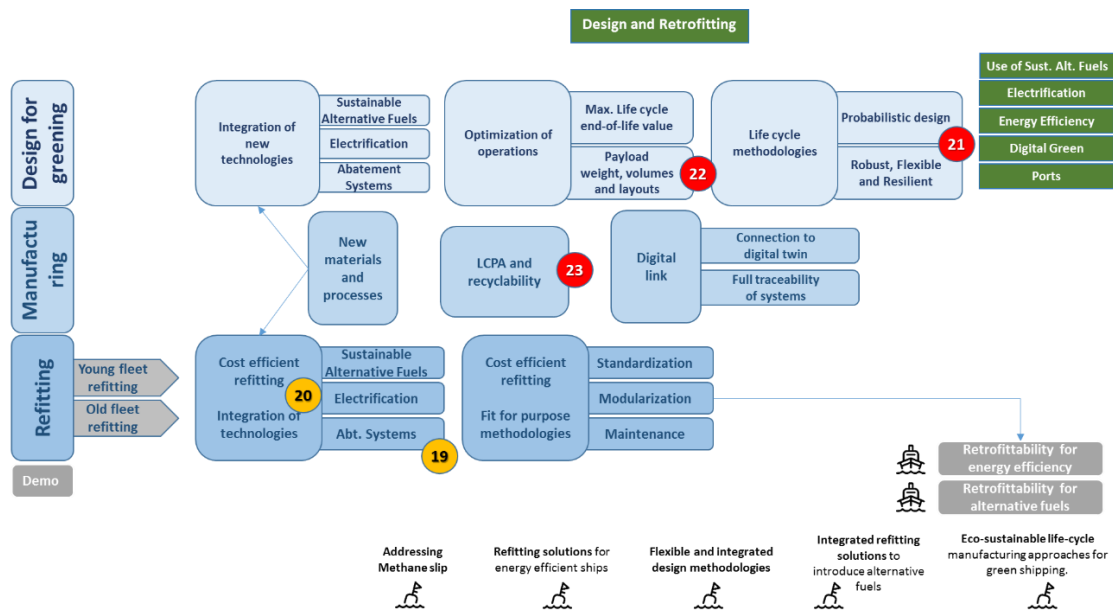 Design and Retrofitting
Use of Sust. Alt. Fuels
Electrification
Energy Efficiency
Digital Green
Ports
Design for
greening
Integration of
new
technologies
Sustainable
Alternative Fuels
Electrification
Abatement
Systems
Optimization of
operations
Max. Life cycle
end-of-life value
Payload
weight, volumes
and layouts
22
Life cycle
methodologies
Probabilistic design
21
Robust, Flexible
and Resilient
Manufactu
ring
New
materials
and
processes
LCPA and
recyclability
23
Digital
link
Connection to
digital twin
Full traceability
of systems
Refitting
Young fleet
refitting
Old fleet
refitting
Cost efficient
refitting
20
Integration of
technologies
Sustainable
Alternative Fuels
Electrification
Abt. Systems
19
Cost efficient
refitting
Fit for purpose
methodologies
Standardization
Modularization
Maintenance
Demo
Retrofittability for
energy efficiency
Retrofittability for
alternative fuels
Addressing
Methane slip
Refitting solutions for
energy efficient ships
Flexible and integrated
design methodologies
Integrated refitting
solutions to
introduce alternative
fuels
Eco-sustainable life-cycle
manufacturing approaches for
green shipping.